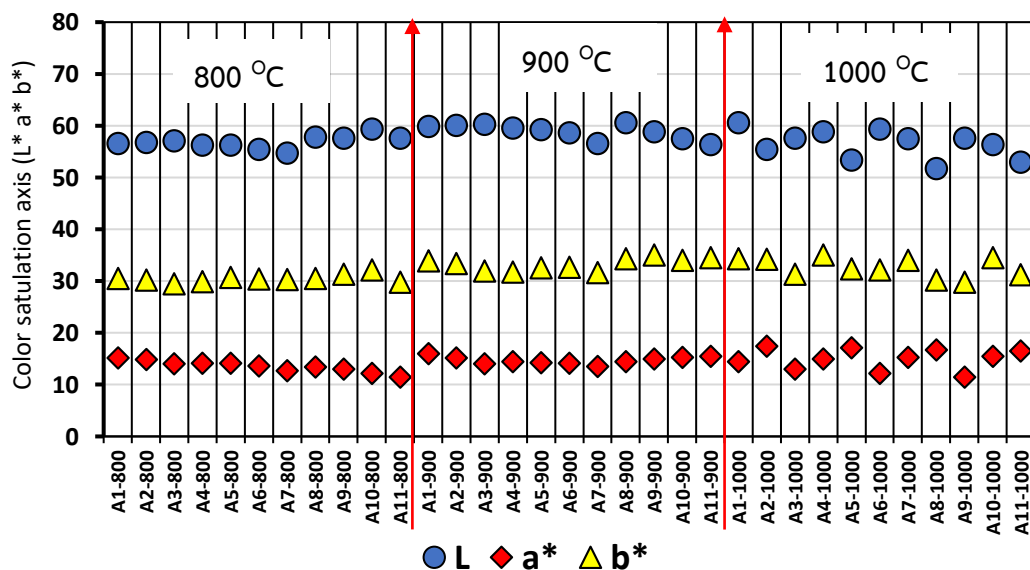 Color satulation axis (L* a* b*)
80
70
60
50
40
30
20
10
0
800 °C
900 °C
1000 °C
A1-800
A2-800
A3-800
A4-800
A5-800
A6-800
A7-800
A8-800
A9-800
A10-800
A11-800
A1-900
A2-900
A3-900
A4-900
A5-900
A6-900
A7-900
A8-900
A9-900
A10-900
A11-900
A1-1000
A2-1000
A3-1000
A4-1000
A5-1000
A6-1000
A7-1000
A8-1000
A9-1000
A10-1000
A11-1000
L a* b*